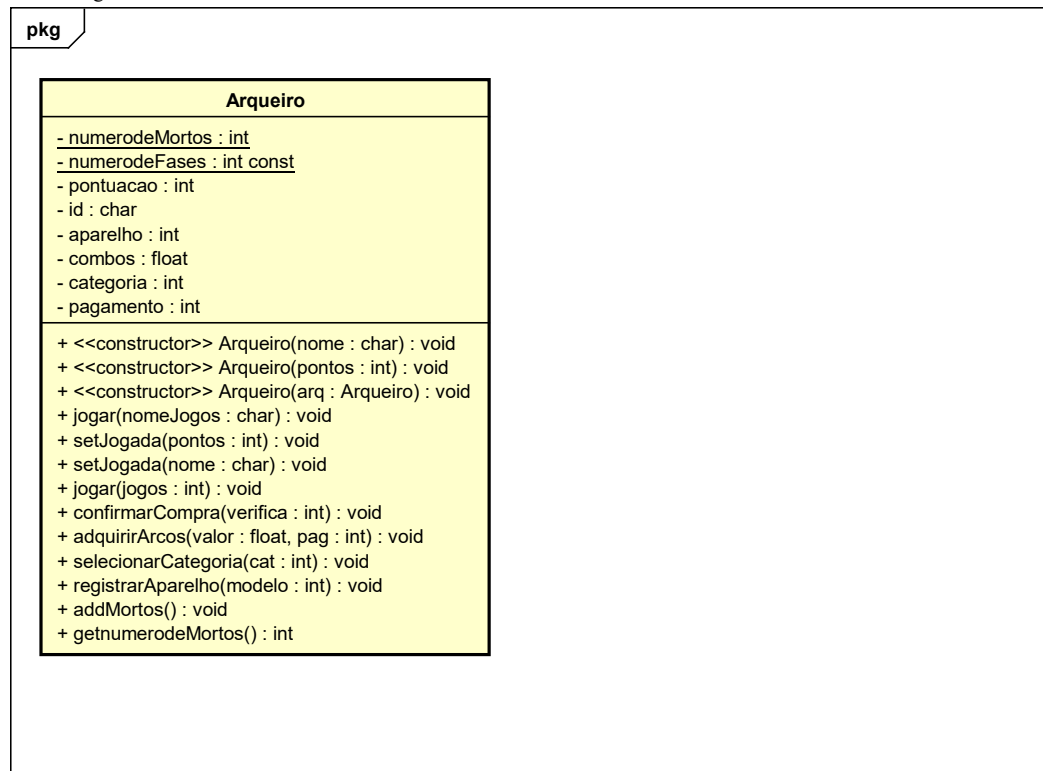 pkg
Arqueiro
- numerodeMortos : int
- numerodeFases : int const
- pontuacao : int
- id : char
- aparelho : int
- combos : float
- categoria : int
- pagamento : int
+ <<constructor>> Arqueiro(nome : char) : void
+ <<constructor>> Arqueiro(pontos : int) : void
+ <<constructor>> Arqueiro(arq : Arqueiro) : void
+ jogar(nomeJogos : char) : void
+ setJogada(pontos : int) : void
+ setJogada(nome : char) : void
+ jogar(jogos : int) : void
+ confirmarCompra(verifica : int) : void
+ adquirirArcos(valor : float, pag : int) : void
+ selecionarCategoria(cat : int) : void
+ registrarAparelho(modelo : int) : void
+ addMortos() : void
+ getnumerodeMortos() : int